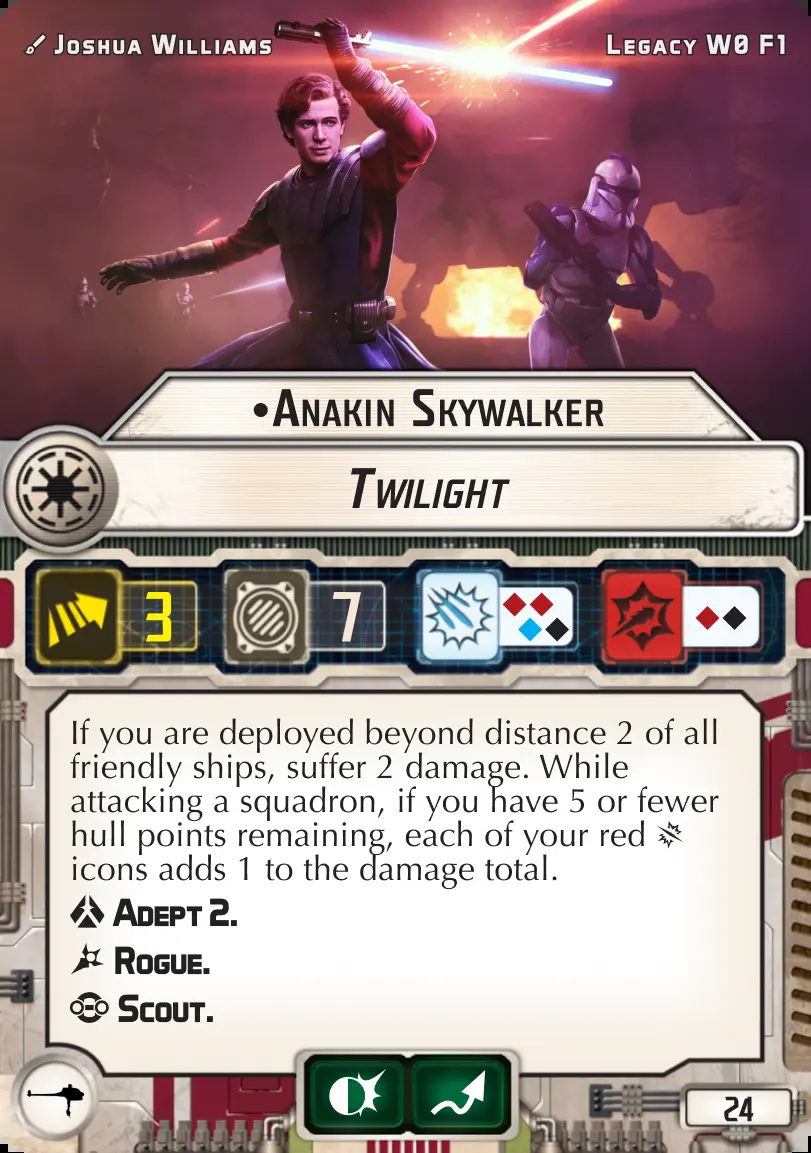 Joshua Williams
Legacy W0 F1
•Anakin Skywalker
Twilight
3
7
If you are deployed beyond distance 2 of all
friendly ships, suffer 2 damage. While
attacking a squadron, if you have 5 or fewer
hull points remaining, each of your red
icons adds 1 to the damage total.
Adept 2.
Rogue.
Scout.
24